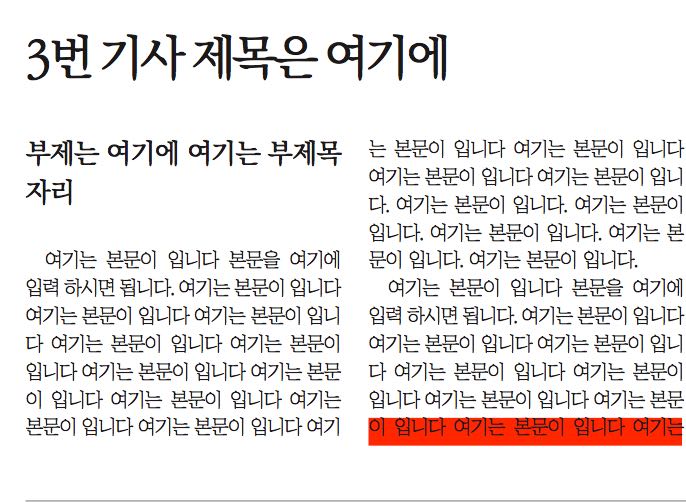 3번 기사 제목은 여기에
부제는 여기에 여기는 부제목
자리
여기는 본문이 입니다 본문을 여기에
입력 하시면 됩니다. 여기는 본문이 입니다
여기는 본문이 입니다 여기는 본문이 입니
다 여기는 본문이 입니다 여기는 본문이
입니다 여기는 본문이 입니다 여기는 본문
이 입니다 여기는 본문이 입니다 여기는
본문이 입니다 여기는 본문이 입니다 여기
는 본문이 입니다 여기는 본문이 입니다
여기는 본문이 입니다 여기는 본문이 입니
다. 여기는 본문이 입니다. 여기는 본문이
입니다. 여기는 본문이 입니다. 여기는 본
문이 입니다. 여기는 본문이 입니다.
여기는 본문이 입니다 본문을 여기에
입력 하시면 됩니다. 여기는 본문이 입니다
여기는 본문이 입니다 여기는 본문이 입니
다 여기는 본문이 입니다 여기는 본문이
입니다 여기는 본문이 입니다 여기는 본문
이 입니다 여기는 본문이 입니다 여기는